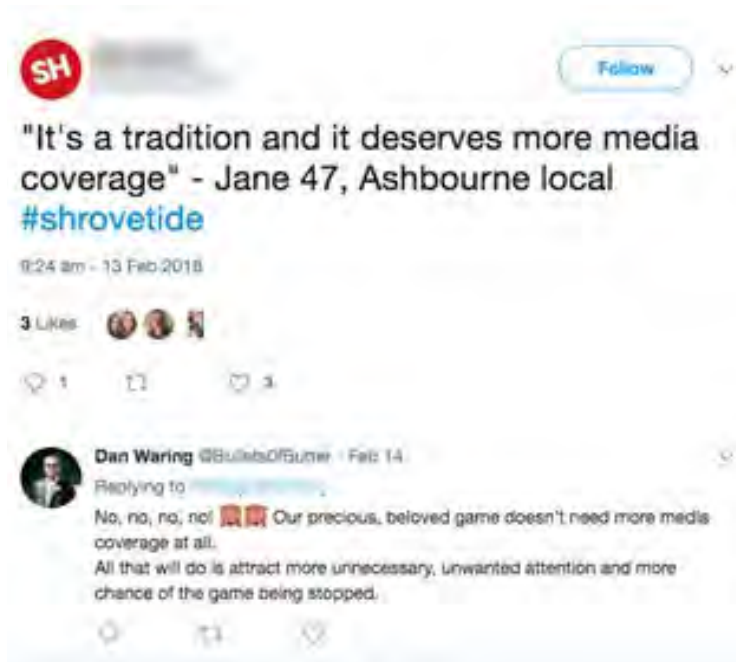 SH
Follow
"It's a tradition and it deserves more media
coverage" - Jane 47, Ashbourne local
#shrovetide
9:24 am - 13 Feb 2018
3 Likes
1 3
Dan Waring @BulletsOfButter · Feb 14
Replying to
No, no, no, no! Our precious, beloved game doesn't need more media
coverage at all.
All that will do is attract more unnecessary, unwanted attention and more
chance of the game being stopped.